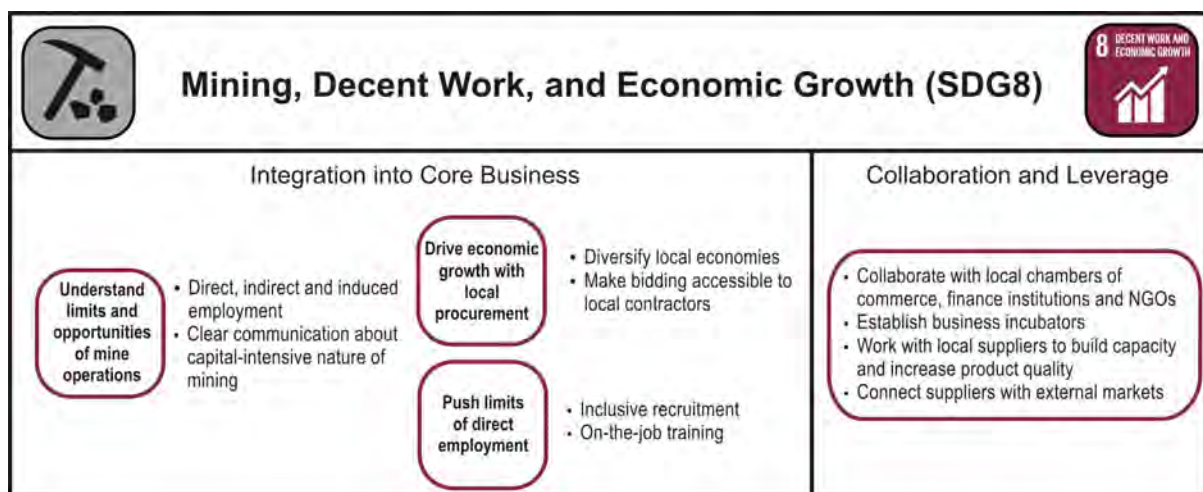 8 DECENT WORK AND
ECONOMIC GROWTH
Mining, Decent Work, and Economic Growth (SDG8)
Integration into Core Business
Understand
limits and
opportunities
of mine
operations
• Direct, indirect and induced
employment
• Clear communication about
capital-intensive nature of
mining
Drive economic
growth with
local
procurement
• Diversify local economies
• Make bidding accessible to
local contractors
Push limits
of direct
employment
• Inclusive recruitment
• On-the-job training
Collaboration and Leverage
• Collaborate with local chambers of
commerce, finance institutions and NGOs
• Establish business incubators
• Work with local suppliers to build capacity
and increase product quality
• Connect suppliers with external markets